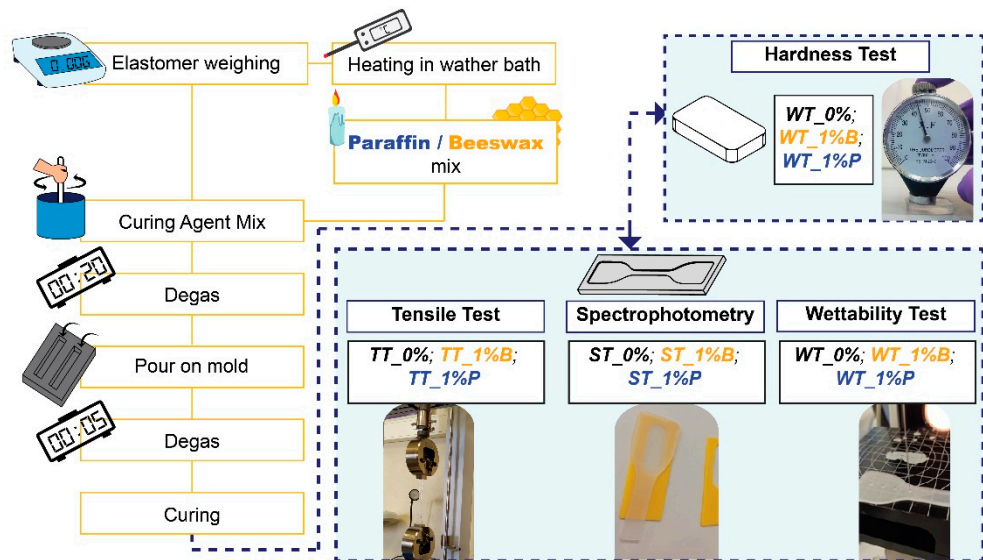 0.00G
Elastomer weighing
°C
Heating in wather bath
Paraffin / Beeswax
mix
Curing Agent Mix
00:20
Degas
Pour on mold
00:05
Degas
Curing
Hardness Test
WT_0%;
WT_1%B;
WT_1%P
Tensile Test
TT_0%; TT_1%B;
TT_1%P
Spectrophotometry
ST_0%; ST_1%B;
ST_1%P
Wettability Test
WT_0%; WT_1%B;
WT_1%P